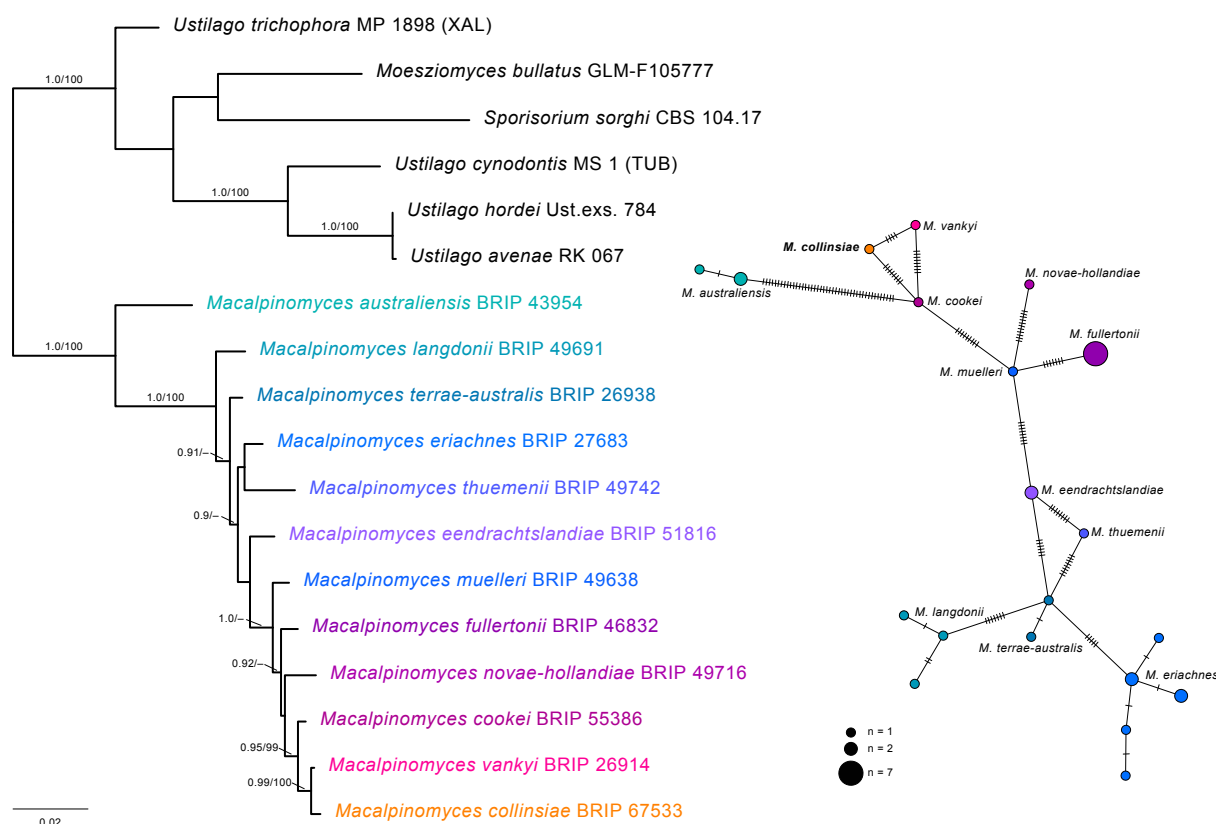 Ustilago trichophora MP 1898 (XAL)
1.0/100
Moesziomyces bullatus GLM-F105777
Sporisorium sorghi CBS 104.17
Ustilago cynodontis MS 1 (TUB)
1.0/100
Ustilago hordei Ust.exs. 784
1.0/100
Ustilago avenae RK 067
Macalpinomyces australiensis BRIP 43954
1.0/100
Macalpinomyces langdonii BRIP 49691
1.0/100
Macalpinomyces terrae-australis BRIP 26938
0.91/–
Macalpinomyces eriachnes BRIP 27683
Macalpinomyces thuemenii BRIP 49742
0.9/–
Macalpinomyces eendrachtslandiae BRIP 51816
Macalpinomyces muelleri BRIP 49638
1.0/–
Macalpinomyces fullertonii BRIP 46832
0.92/–
Macalpinomyces novae-hollandiae BRIP 49716
Macalpinomyces cookei BRIP 55386
0.95/99
Macalpinomyces vankyi BRIP 26914
0.99/100
Macalpinomyces collinsiae BRIP 67533
0.02
M. vankyi
M. collinsiae
M. novae-hollandiae
M. australiensis
M. cookei
M. fullertonii
M. muelleri
M. eendrachtslandiae
M. thuemenii
M. langdonii
M. terrae-australis
M. eriachnes
n = 1
n = 2
n = 7